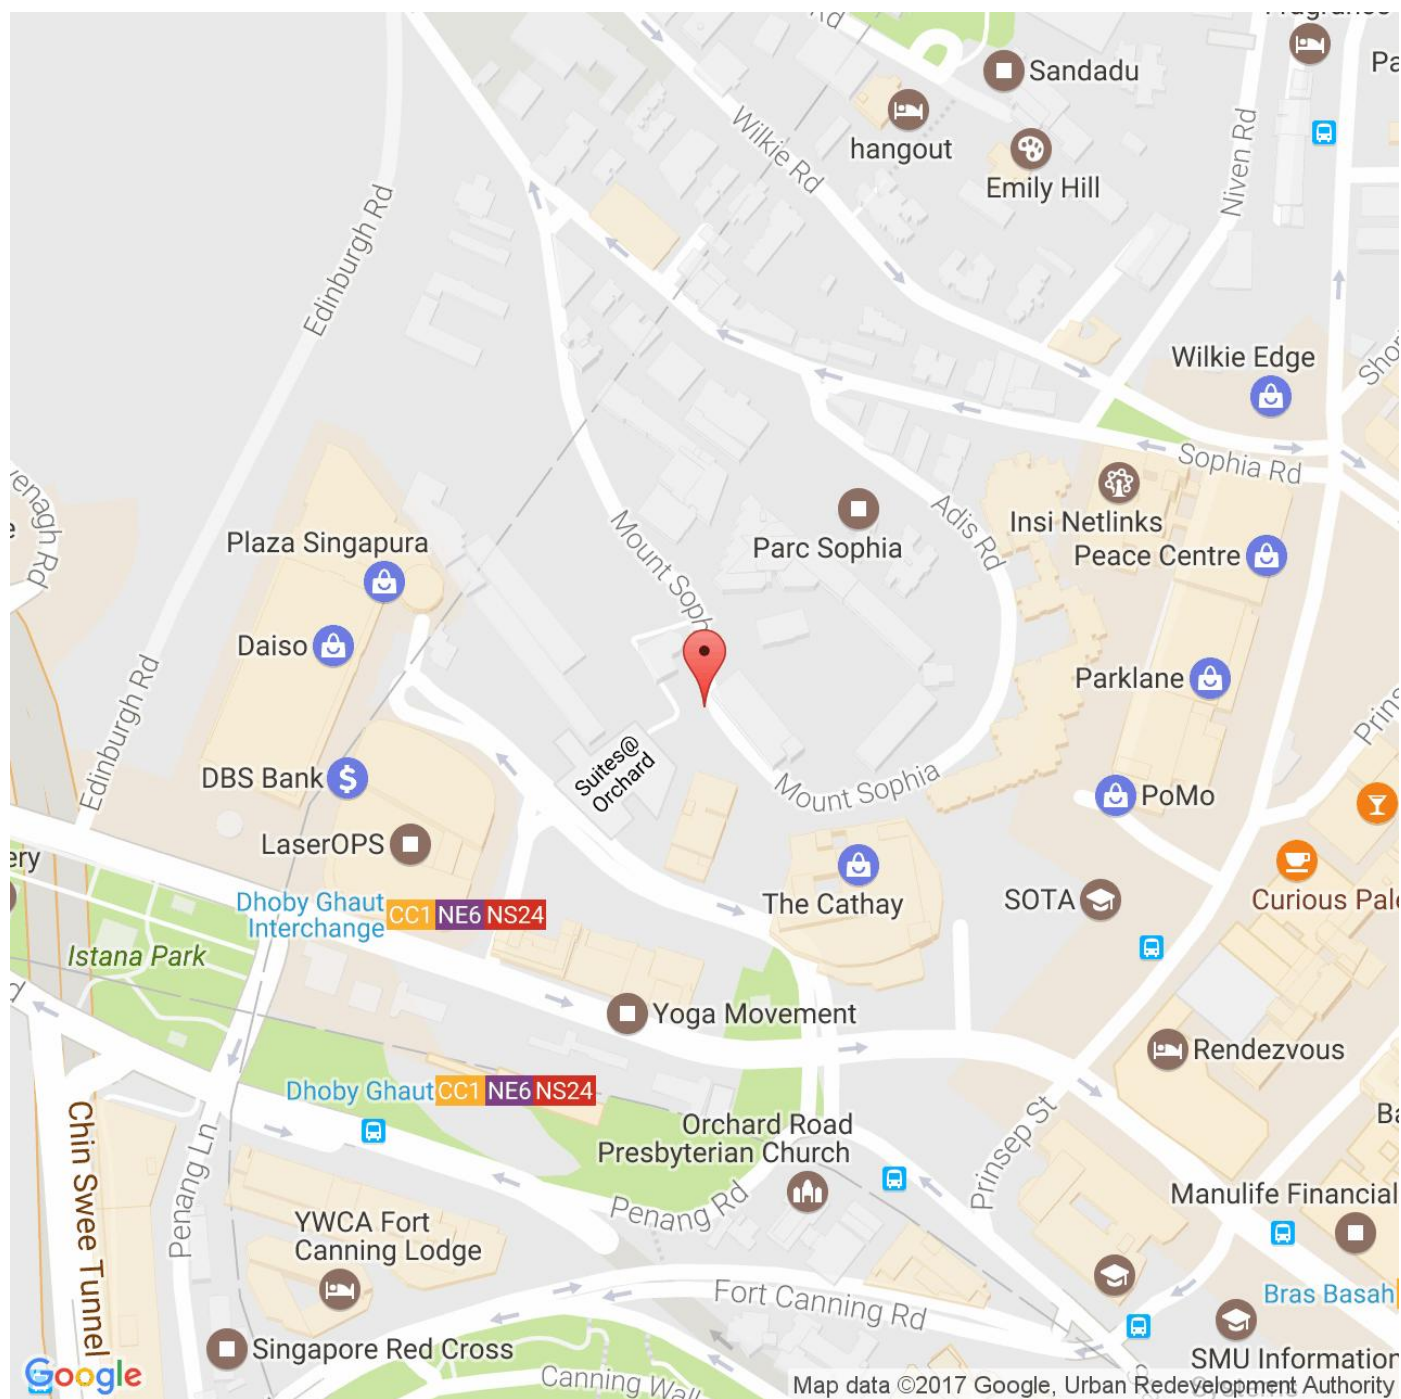 Rd
Sandadu
hangout
Emily Hill
Wilkie Rd
Niven Rd
Edinburgh Rd
Wilkie Edge
Sophia Rd
Insi Netlinks
Peace Centre
Adis Rd
Parc Sophia
Mount Soph
Plaza Singapura
Daiso
Parklane
Edinburgh Rd
Suites@
Orchard
DBS Bank
Mount Sophia
PoMo
LaserOPS
The Cathay
SOTA
Curious Pale
Dhoby Ghaut
Interchange
CC1 NE6 NS24
Istana Park
Yoga Movement
Rendezvous
Dhoby Ghaut CC1 NE6 NS24
Orchard Road
Presbyterian Church
Prinsep St
Penang Rd
Penang Ln
Chin Swee Tunnel
Manulife Financial
YWCA Fort
Canning Lodge
Fort Canning Rd
Bras Basah
Singapore Red Cross
SMU Information
Canning Walk
Google
Map data ©2017 Google, Urban Redevelopment Authority